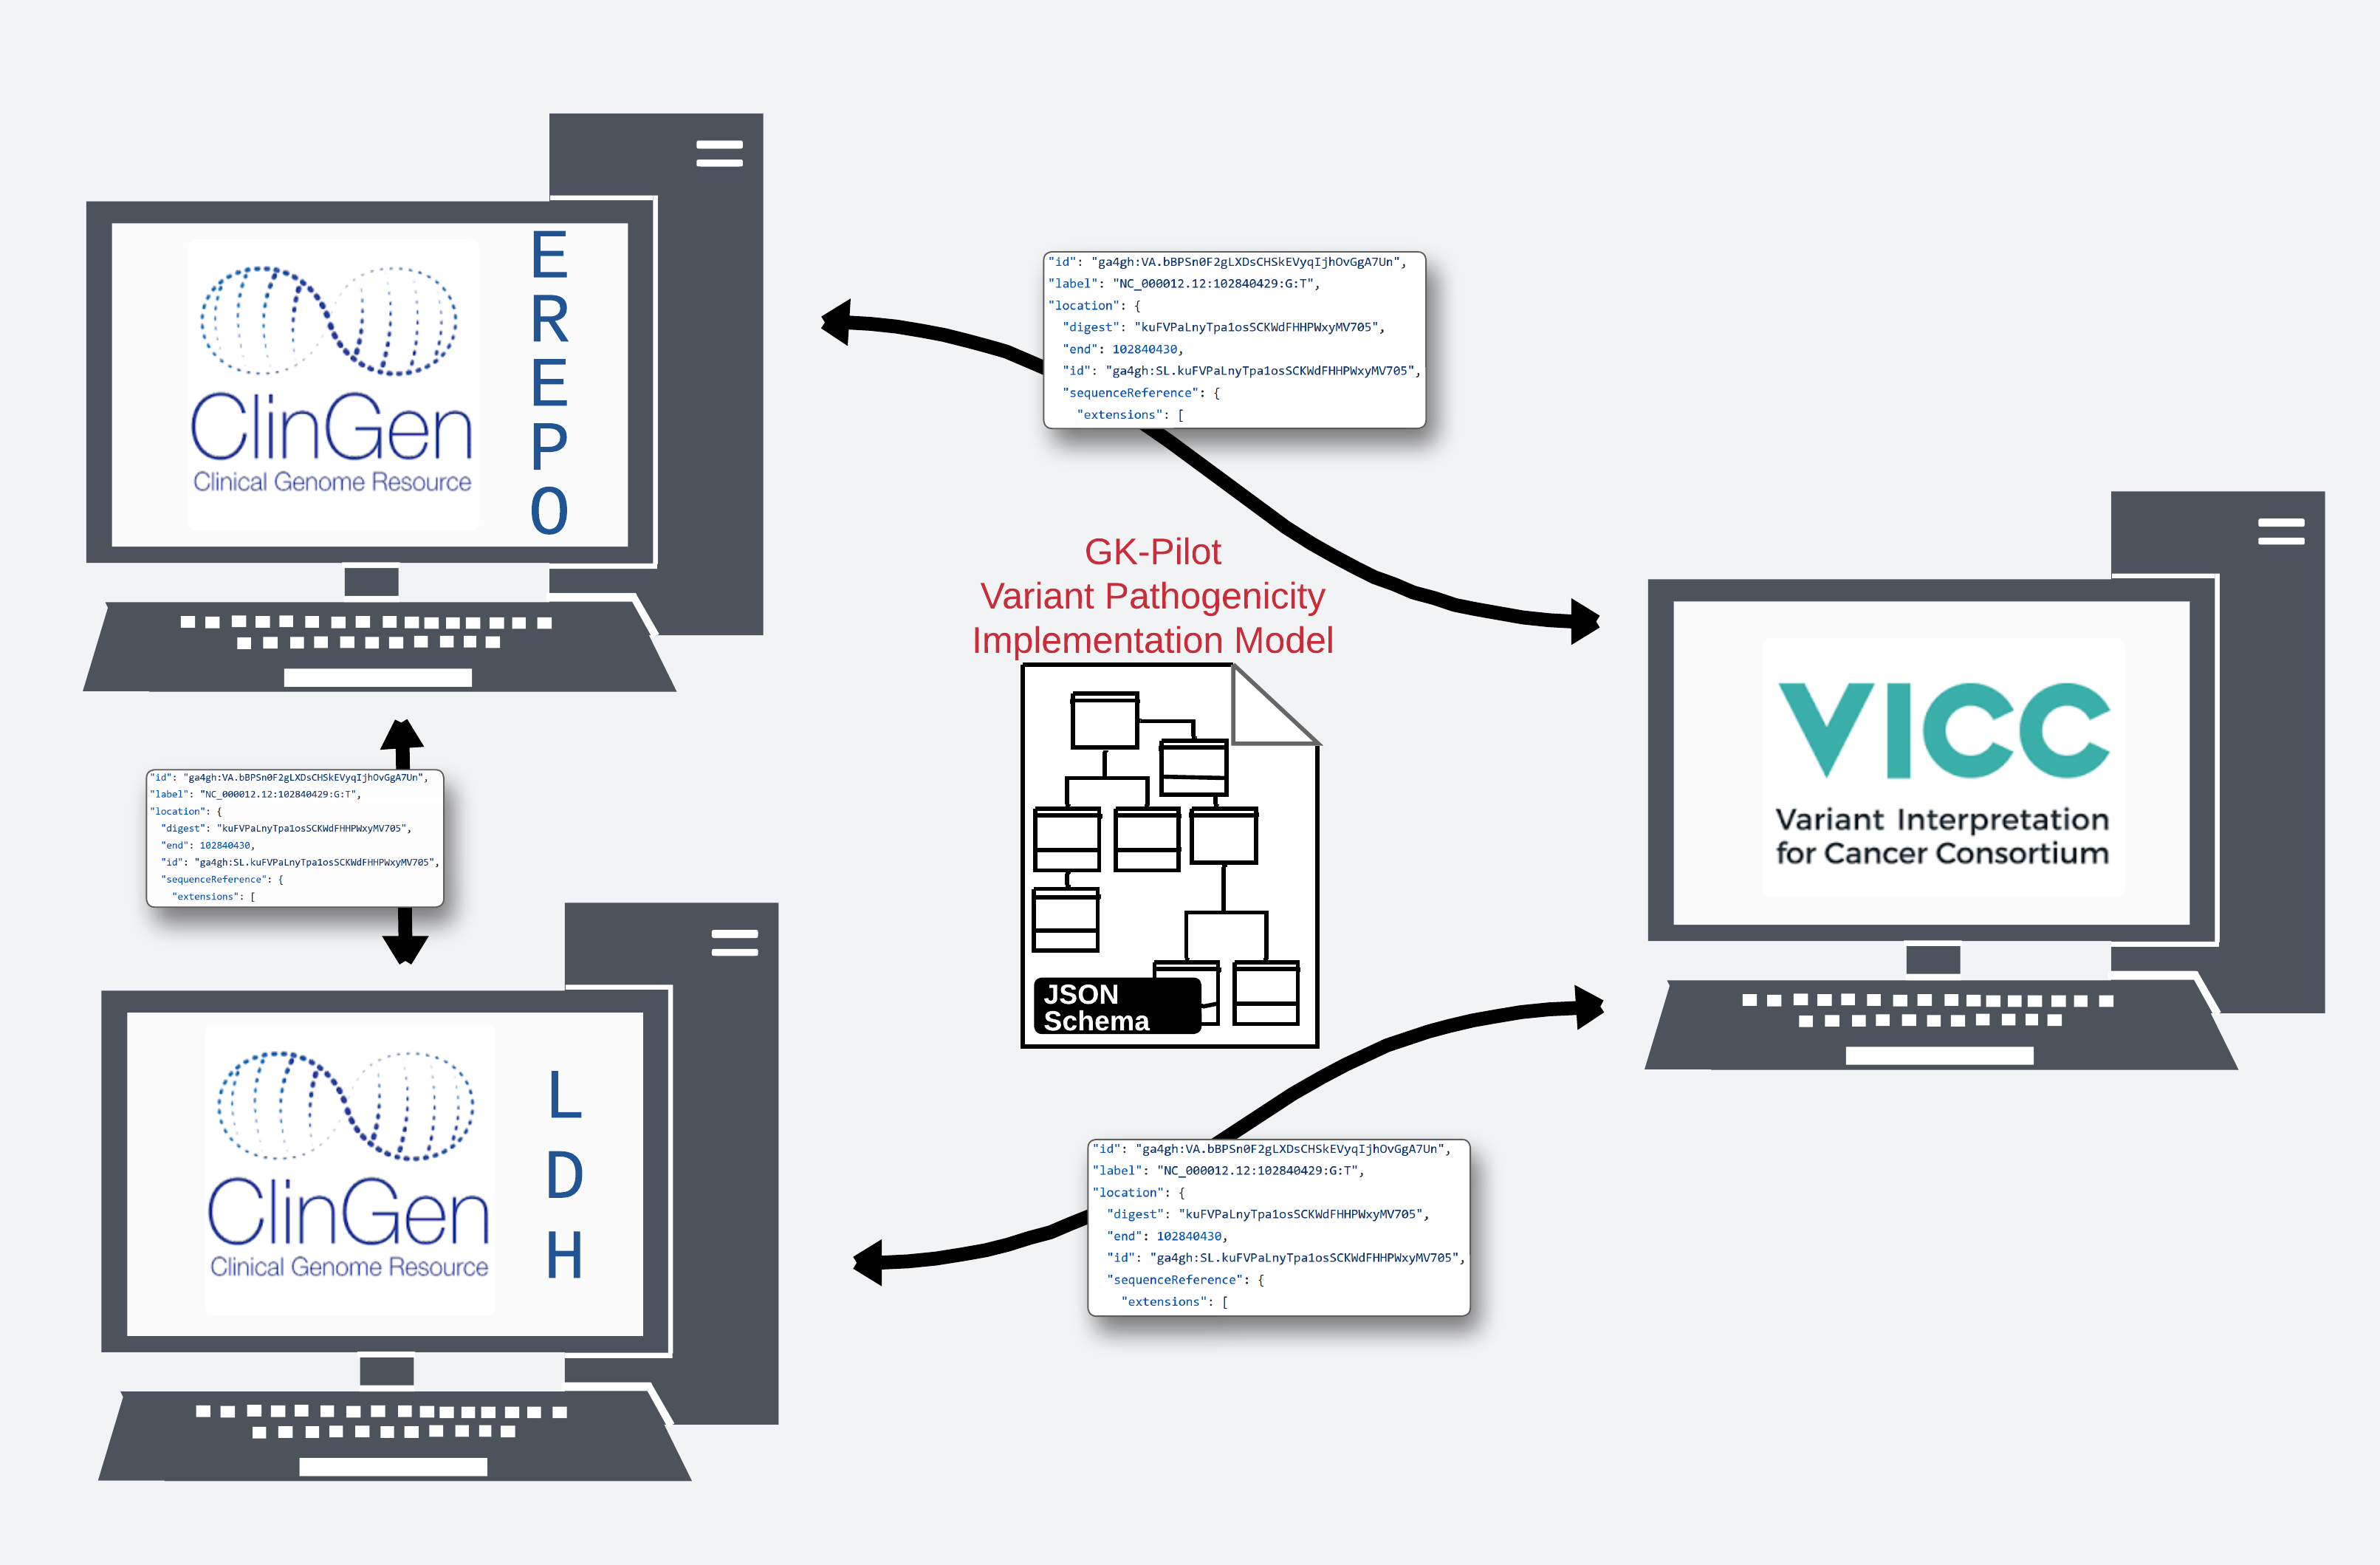 ClinGen
Clinical Genome Resource
EREPO
"id": "ga4gh:VA.bBPSn0F2gLXDsCHSkEVyqIjhOvGgA7Un",
"label": "NC_000012.12:102840429:G:T",
"location": {
"digest": "kuFVPaLnyTpa1osSCKWdFHHPWxyMV705",
"end": 102840430,
"id": "ga4gh:SL.kuFVPaLnyTpa1osSCKWdFHHPWxyMV705",
"sequenceReference": {
"extensions": [
GK-Pilot
Variant Pathogenicity
Implementation Model
JSON
Schema
VICC
Variant Interpretation
for Cancer Consortium
"id": "ga4gh:VA.bBPSn0F2gLXDsCHSkEVyqIjhOvGgA7Un",
"label": "NC_000012.12:102840429:G:T",
"location": {
"digest": "kuFVPaLnyTpa1osSCKWdFHHPWxyMV705",
"end": 102840430,
"id": "ga4gh:SL.kuFVPaLnyTpa1osSCKWdFHHPWxyMV705",
"sequenceReference": {
"extensions": [
ClinGen
Clinical Genome Resource
LDH
"id": "ga4gh:VA.bBPSn0F2gLXDsCHSkEVyqIjhOvGgA7Un",
"label": "NC_000012.12:102840429:G:T",
"location": {
"digest": "kuFVPaLnyTpa1osSCKWdFHHPWxyMV705",
"end": 102840430,
"id": "ga4gh:SL.kuFVPaLnyTpa1osSCKWdFHHPWxyMV705",
"sequenceReference": {
"extensions": [